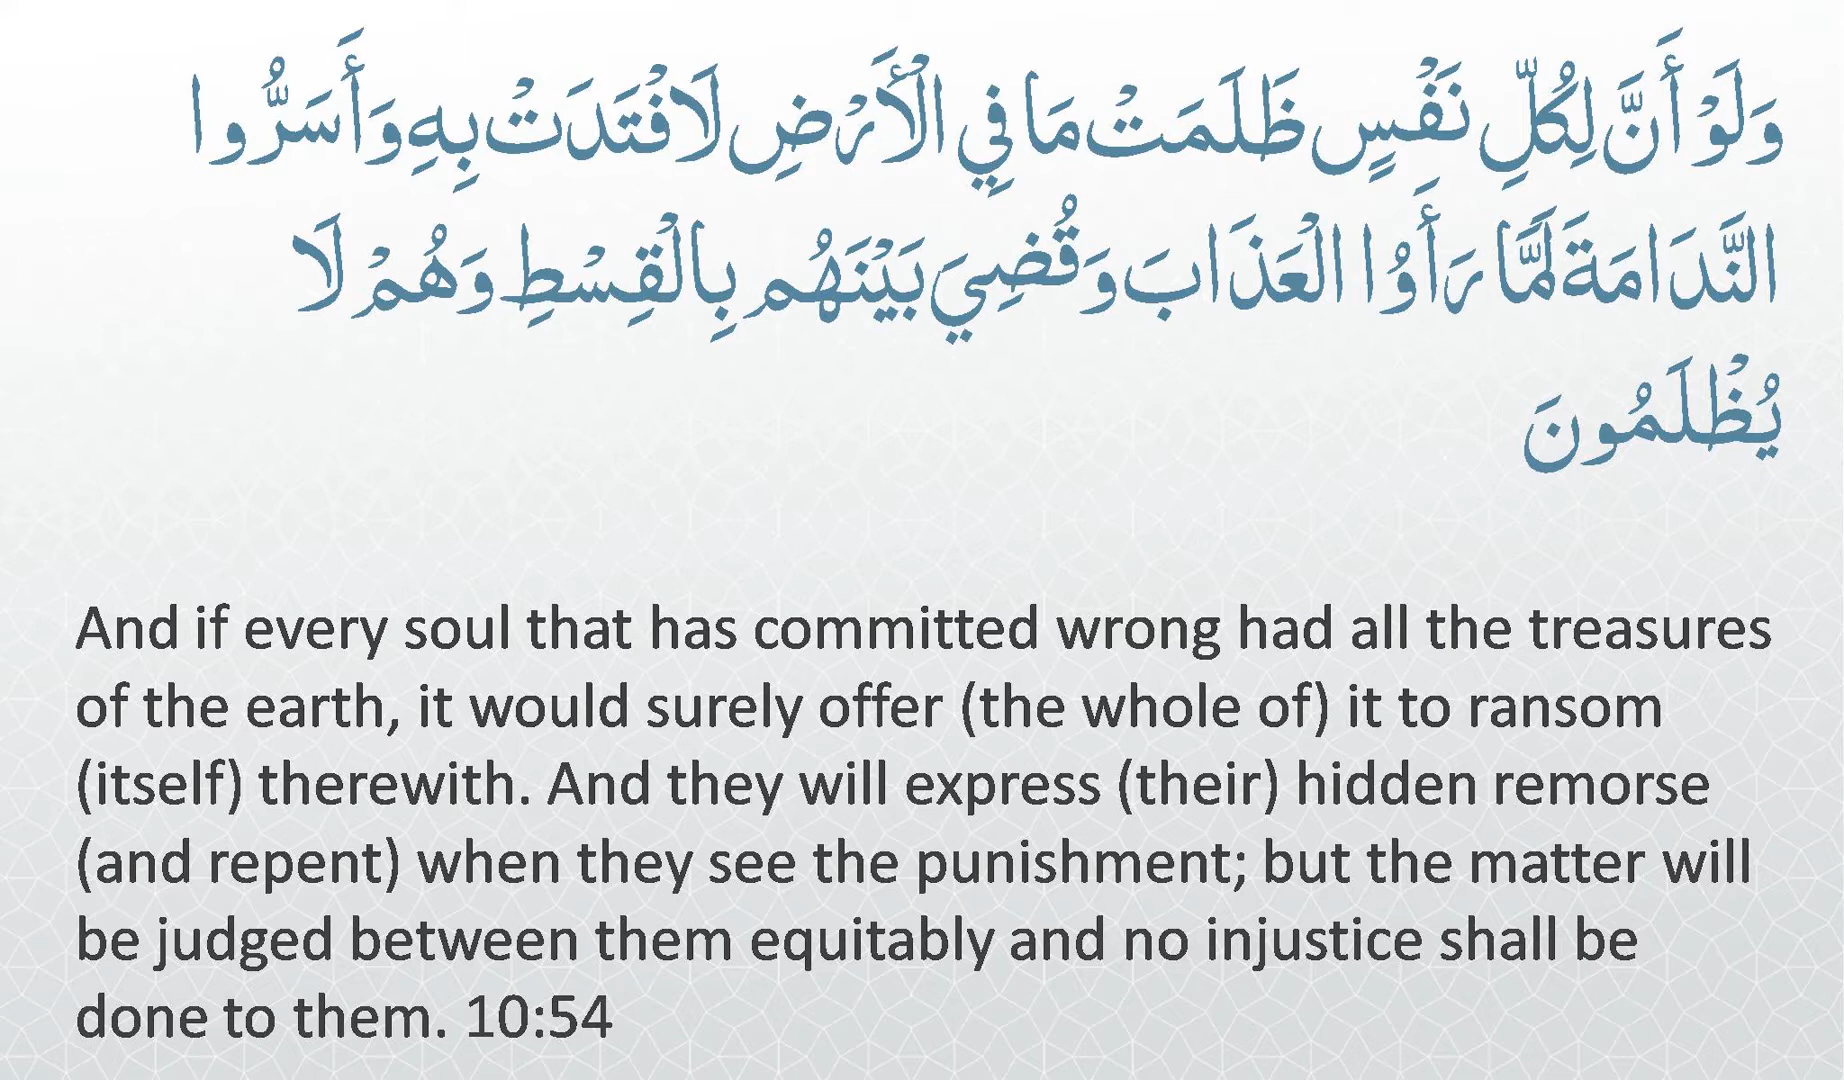 وَلَوْ أَنَّ لِكُلِّ نَفْسٍ ظَلَمَتْ مَا فِي الْأَرْضِ لَافْتَدَتْ بِهِ وَأَسَرُّوا
النَّدَامَةَ لَمَّا رَأَوُا الْعَذَابَ وَقُضِيَ بَيْنَهُم بِالْقِسْطِ وَهُمْ لَا
يُظْلَمُونَ
And if every soul that has committed wrong had all the treasures
of the earth, it would surely offer (the whole of) it to ransom
(itself) therewith. And they will express (their) hidden remorse
(and repent) when they see the punishment; but the matter will
be judged between them equitably and no injustice shall be
done to them. 10:54